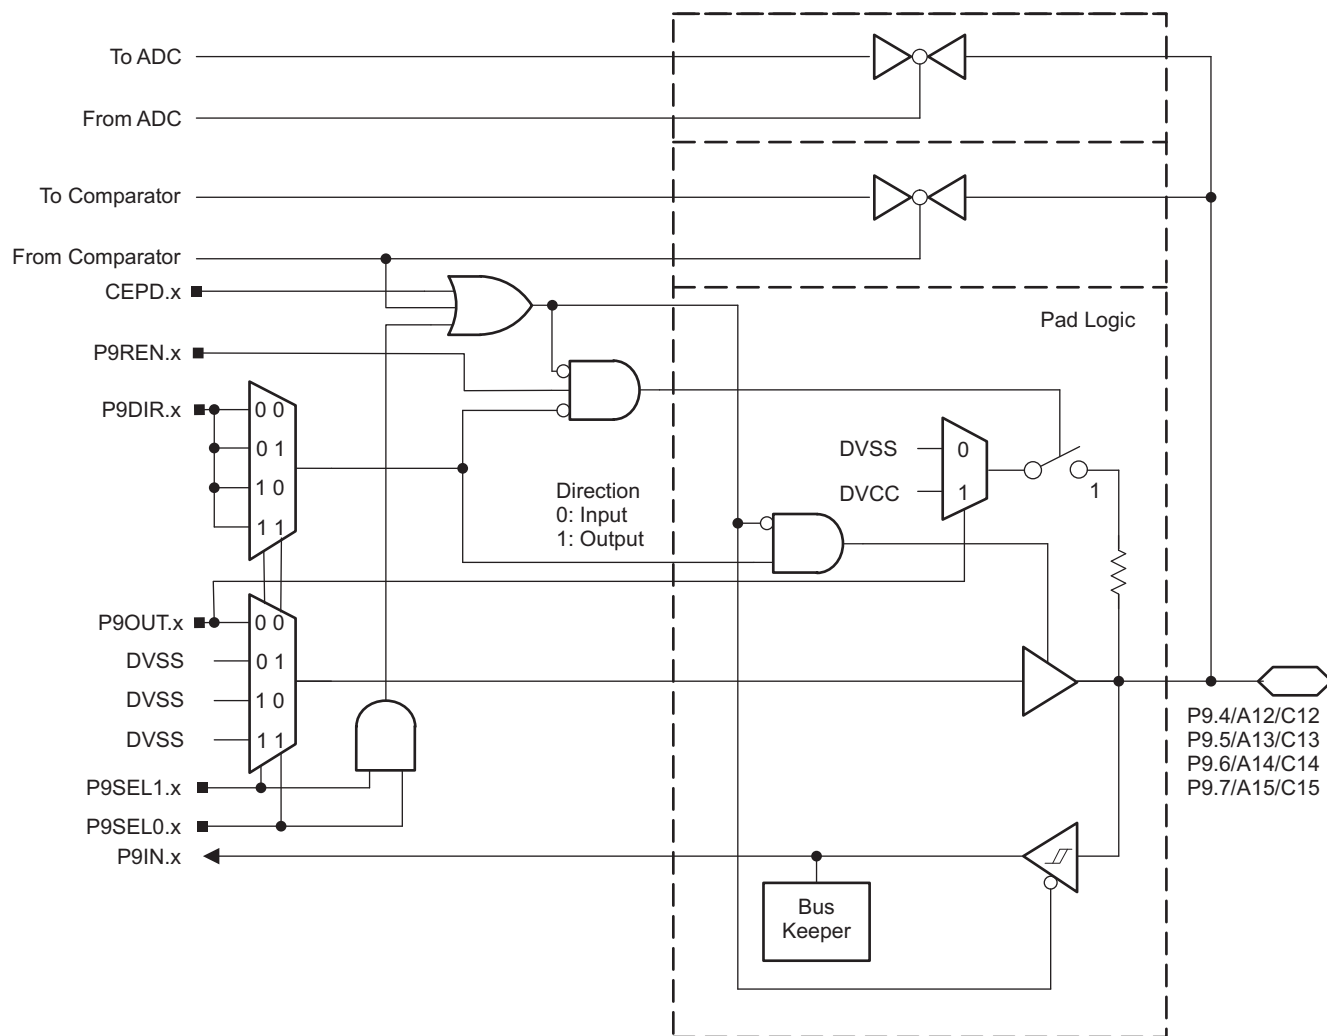 To ADC
From ADC
To Comparator
From Comparator
CEPD.x
Pad Logic
P9REN.x
P9DIR.x
0 0
0 1
1 0
1 1
Direction
0: Input
1: Output
DVSS
0
DVCC
1
1
P9OUT.x
0 0
DVSS
0 1
DVSS
1 0
DVSS
1 1
P9.4/A12/C12
P9.5/A13/C13
P9.6/A14/C14
P9.7/A15/C15
P9SEL1.x
P9SEL0.x
P9IN.x
Bus
Keeper